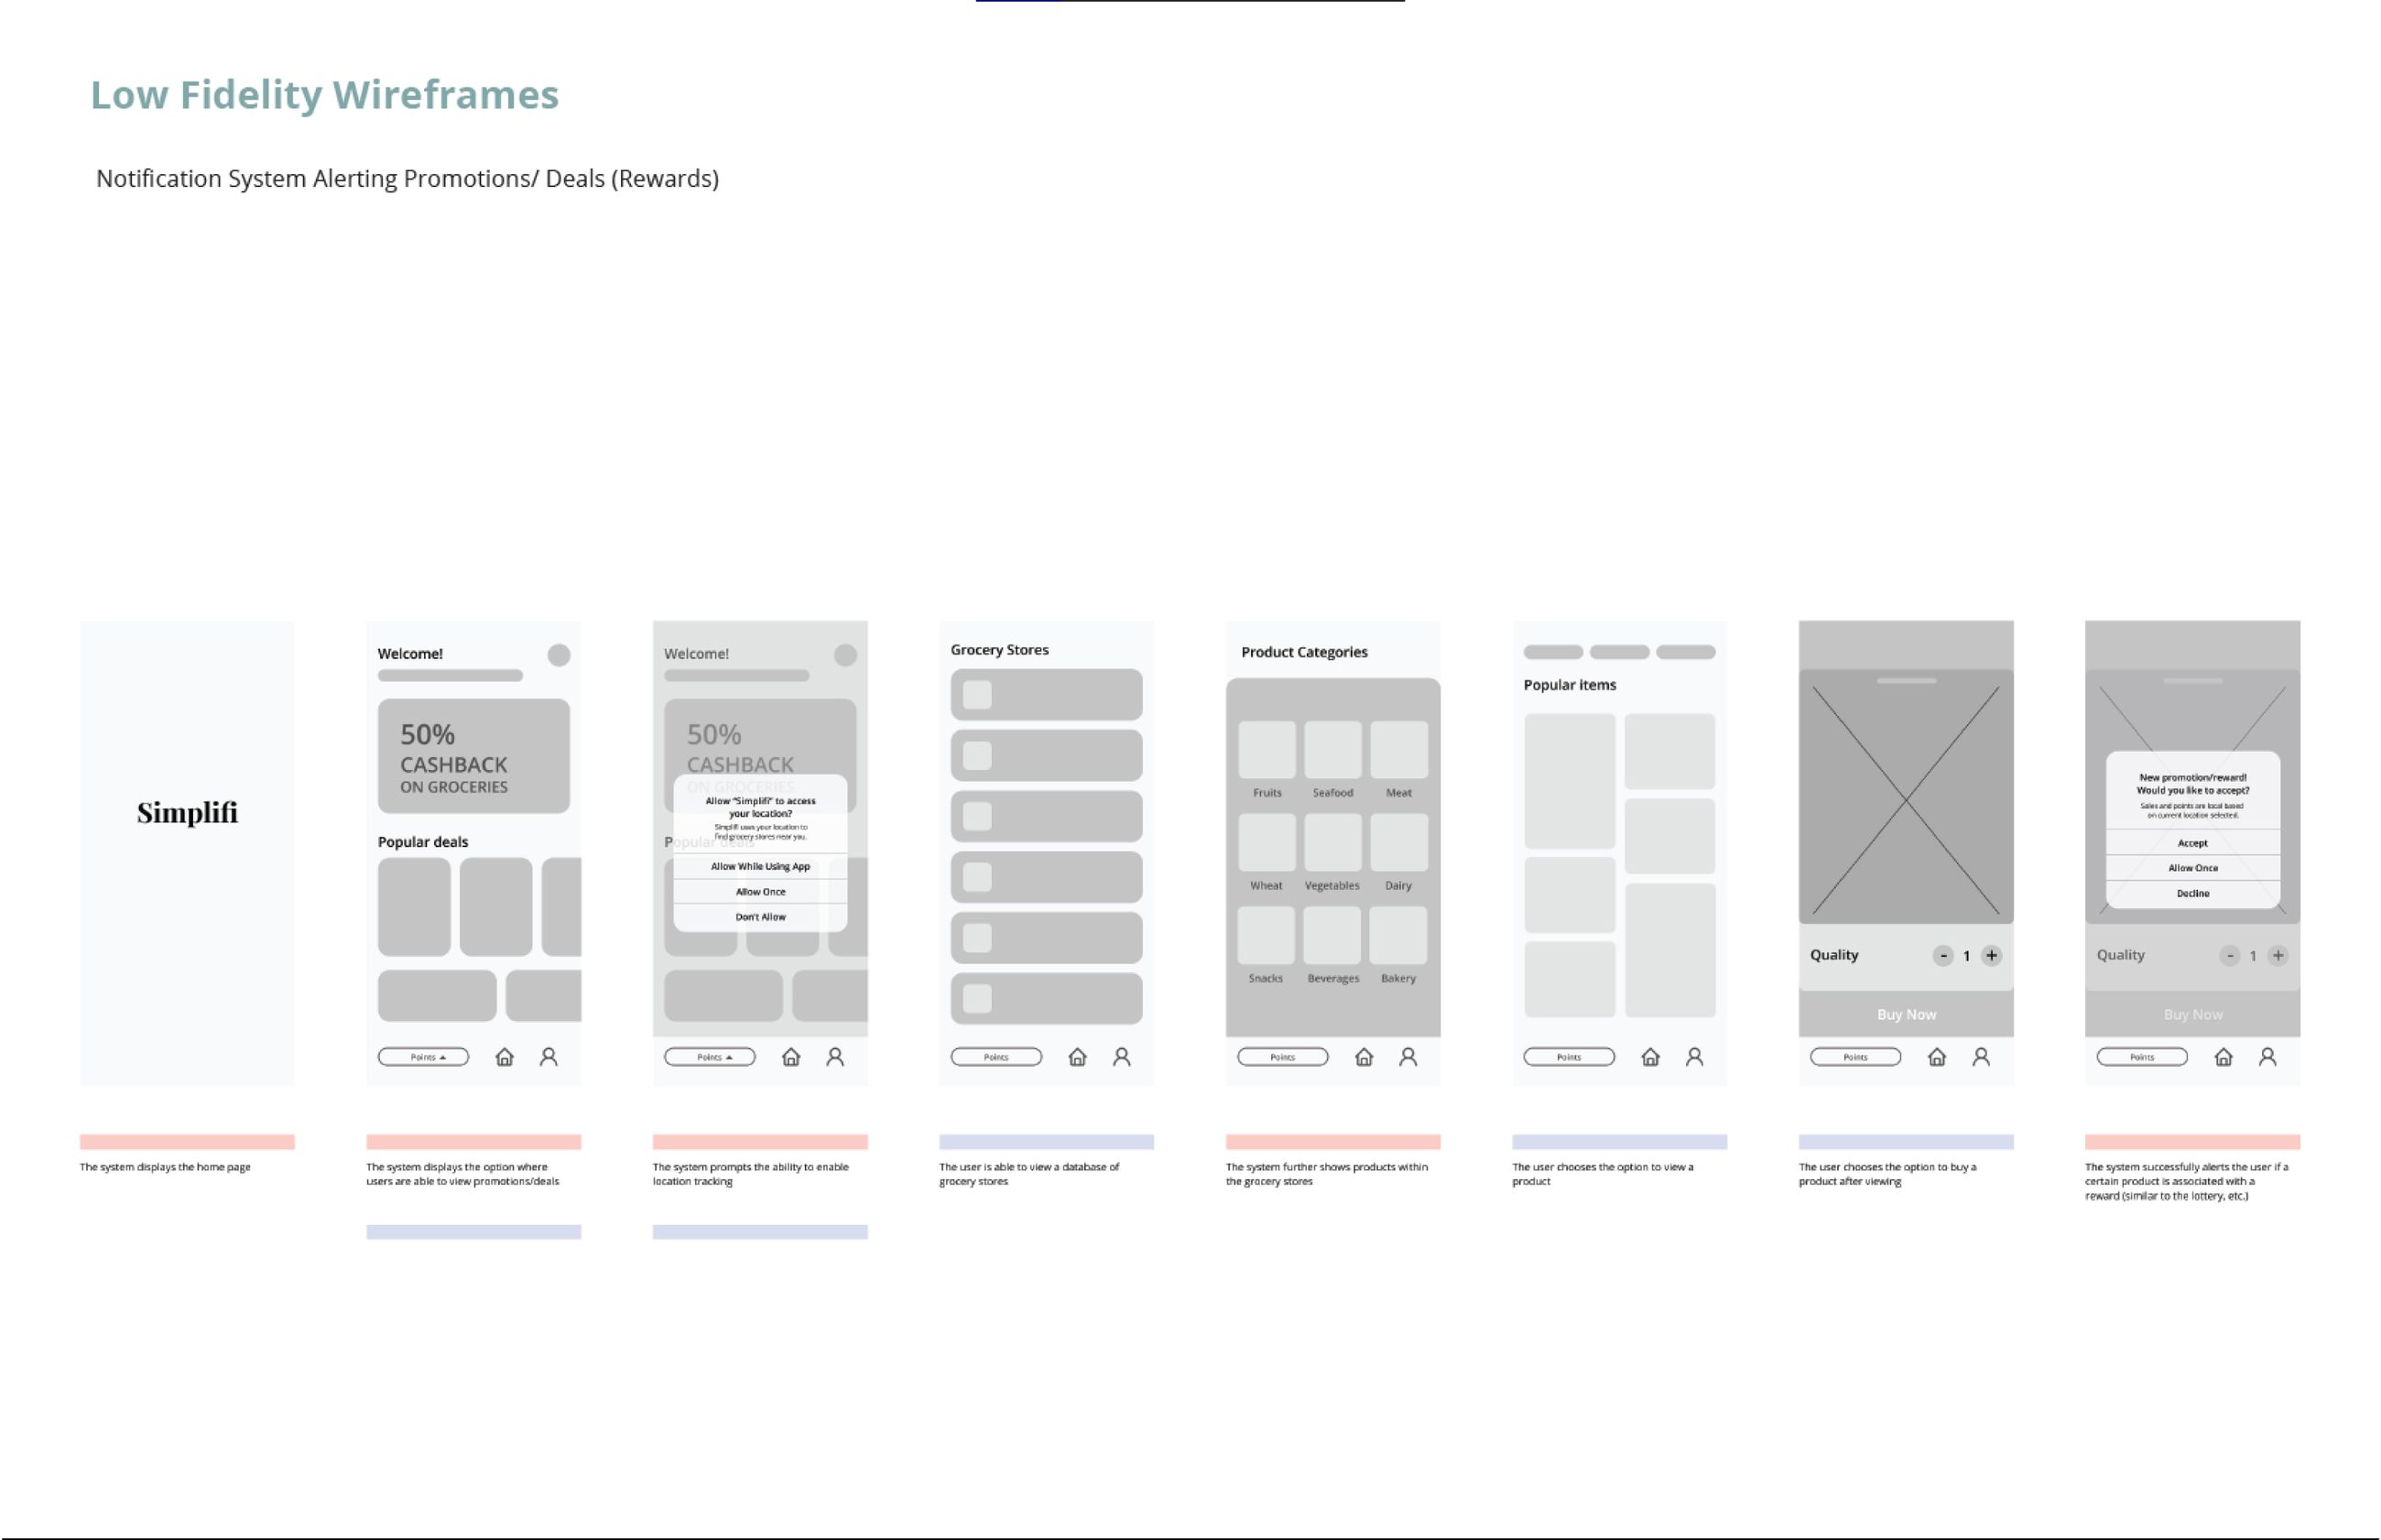 Low Fidelity Wireframes
Notification System Alerting Promotions/ Deals (Rewards)
Simplifi
Welcome!
50%
CASHBACK
ON GROCERIES
Popular deals
Points
Welcome!
50%
CASHBACK
ON GROCERIES
Allow "Simplifi" to access
your location?
Simplifi uses your location to
find grocery stores near you.
Popular deals
Allow While Using App
Allow Once
Don't Allow
Points
Grocery Stores
Points
Product Categories
Fruits Seafood Meat
Wheat Vegetables Dairy
Snacks Beverages Bakery
Points
Popular items
Points
Quality - 1 +
Buy Now
Points
New promotion/reward!
Would you like to accept?
Sales and points are local based
on current location selected.
Accept
Allow Once
Decline
Quality - 1 +
Buy Now
Points
The system displays the home page
The system displays the option where
users are able to view promotions/deals
The system prompts the ability to enable
location tracking
The user is able to view a database of
grocery stores
The system further shows products within
the grocery stores
The user chooses the option to view a
product
The user chooses the option to buy a
product after viewing
The system successfully alerts the user if a
certain product is associated with a
reward (similar to the lottery, etc.)